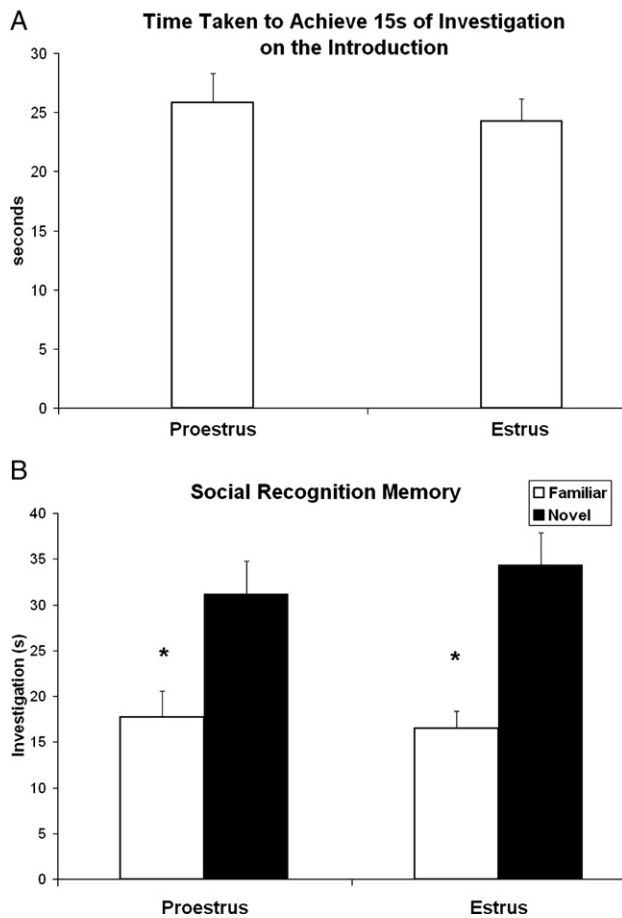 A
Time Taken to Achieve 15s of Investigation
on the Introduction
30
25
20
15
10
5
0
seconds
Proestrus
Estrus
B
Social Recognition Memory
Familiar
Novel
40
35
30
25
20
15
10
5
0
Investigation (s)
*
*
Proestrus
Estrus